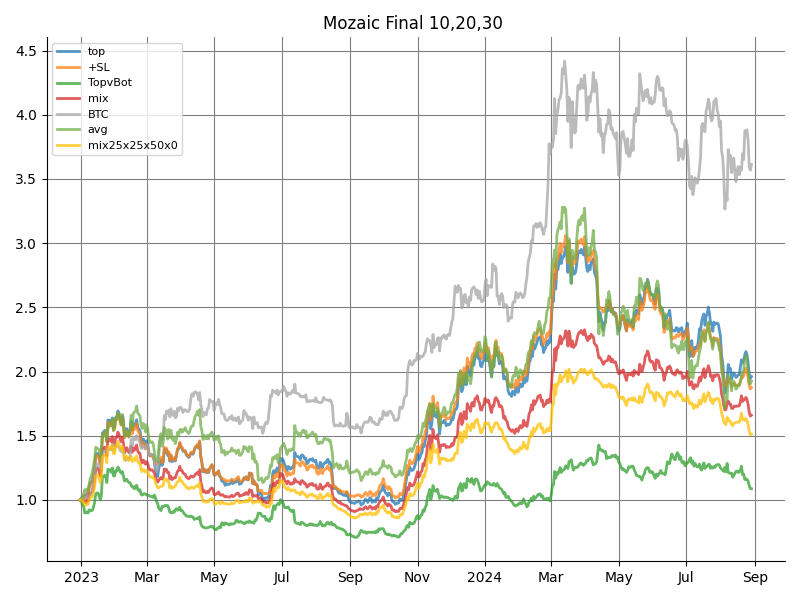 Mozaic Final 10,20,30
top
+SL
TopvBot
mix
BTC
avg
mix25x25x50x0
4.5
4.0
3.5
3.0
2.5
2.0
1.5
1.0
2023 Mar May Jul Sep Nov 2024 Mar May Jul Sep